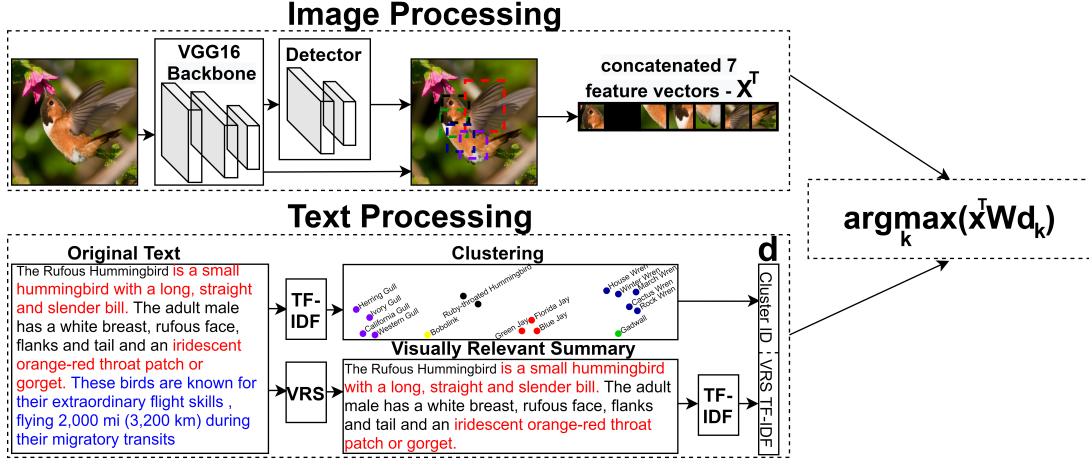 Image Processing
VGG16
Backbone
Detector
concatenated 7
feature vectors - X^T
argmax(x^TWd_k)
k
Text Processing
Original Text
The Rufous Hummingbird is a small
hummingbird with a long, straight
and slender bill. The adult male
has a white breast, rufous face,
flanks and tail and an iridescent
orange-red throat patch or
gorget. These birds are known for
their extraordinary flight skills ,
flying 2,000 mi (3,200 km) during
their migratory transits
TF-
IDF
VRS
Clustering
Herring Gull
Ivory Gull
California Gull
Western Gull
Ruby-throated Hummingbird
Bobolink
Green Jay
Florida Jay
Blue Jay
House Wren
Winter Wren
March Wren
Cactus Wren
Rock Wren
Gadwall
Visually Relevant Summary
The Rufous Hummingbird is a small hummingbird
with a long, straight and slender bill. The adult
male has a white breast, rufous face, flanks
and tail and an iridescent orange-red throat
patch or gorget.
TF-
IDF
d
Cluster ID
VRS TF-IDF